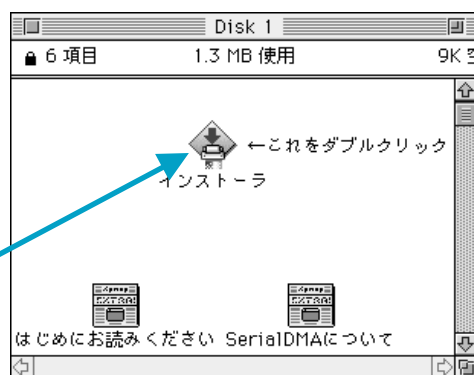 Disk 1
6 項目 1.3 MB 使用 9K
←これをダブルクリック
インストーラ
はじめにお読みください SerialDMAについて